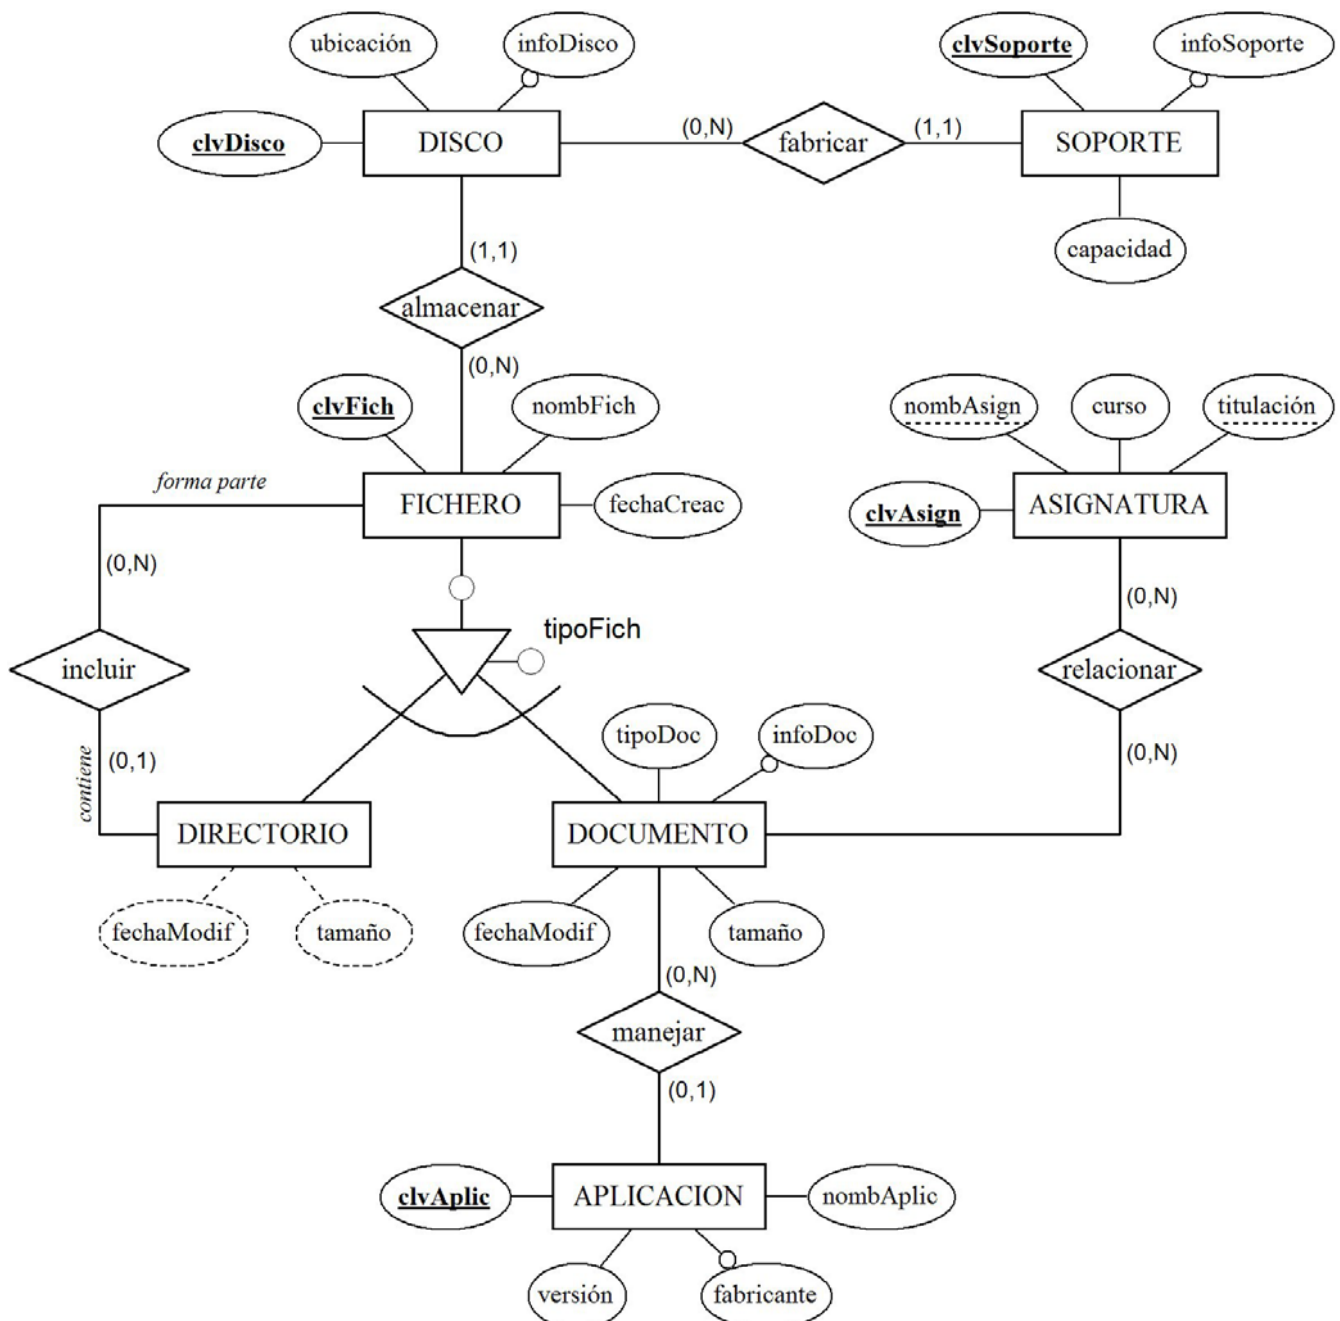 ubicación
infoDisco
clvSoporte
infoSoporte
clvDisco
DISCO
(0,N)
fabricar
(1,1)
SOPORTE
capacidad
(1,1)
almacenar
(0,N)
clvFich
nombFich
nombAsign
curso
titulación
forma parte
FICHERO
fechaCreac
clvAsign
ASIGNATURA
(0,N)
(0,N)
tipoFich
incluir
relacionar
tipoDoc
infoDoc
contiene
(0,1)
(0,N)
DIRECTORIO
DOCUMENTO
fechaModif
tamaño
fechaModif
tamaño
(0,N)
manejar
(0,1)
clvAplic
APLICACION
nombAplic
versión
fabricante